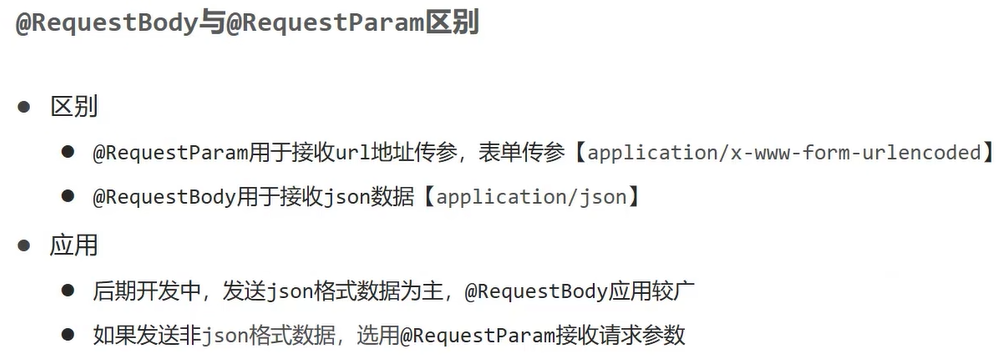 @RequestBody与@RequestParam区别
● 区别
● @RequestParam用于接收url地址传参，表单传参【application/x-www-form-urlencoded】
● @RequestBody用于接收json数据【application/json】
● 应用
● 后期开发中，发送json格式数据为主，@RequestBody应用较广
● 如果发送非json格式数据，选用@RequestParam接收请求参数